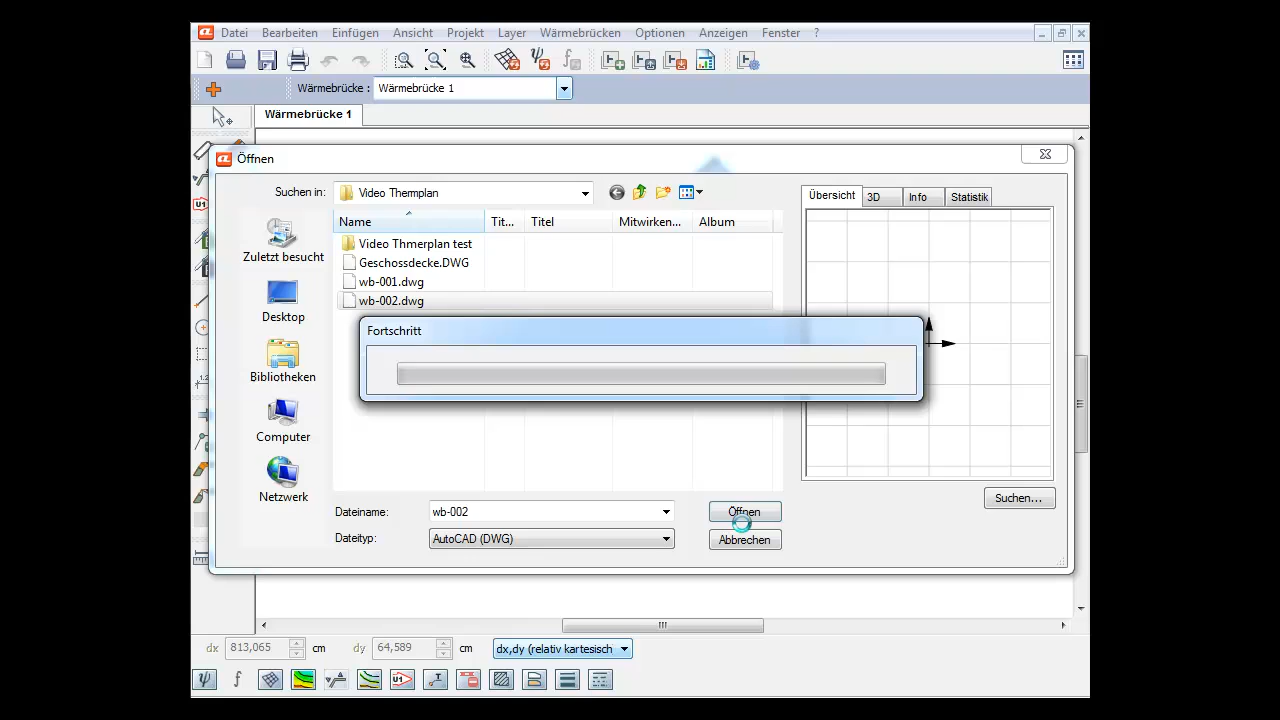 Datei Bearbeiten Einfügen Ansicht Projekt Layer Wärmebrücken Optionen Anzeigen Fenster ?
Wärmebrücke : Wärmebrücke 1
Wärmebrücke 1
Öffnen
Suchen in: Video Themplan
Übersicht 3D Info Statistik
Name Tit... Titel Mitwirken... Album
Zuletzt besucht
Desktop
Bibliotheken
Computer
Netzwerk
Video Thmerplan test
Geschossdecke.DWG
wb-001.dwg
wb-002.dwg
Fortschritt
Suchen...
Dateiname: wb-002 Öffnen
Dateityp: AutoCAD (DWG) Abbrechen
dx 813,065 cm dy 64,589 cm dx,dy (relativ kartesisch
U1
U1